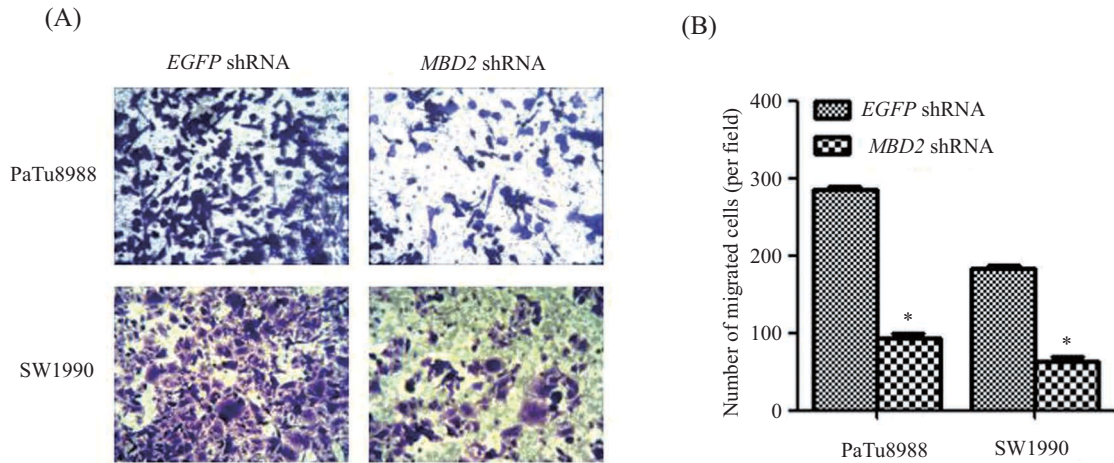 (A)
EGFP shRNA
MBD2 shRNA
PaTu8988
SW1990
(B)
Number of migrated cells (per field)
400
300
200
100
0
EGFP shRNA
MBD2 shRNA
*
*
PaTu8988
SW1990